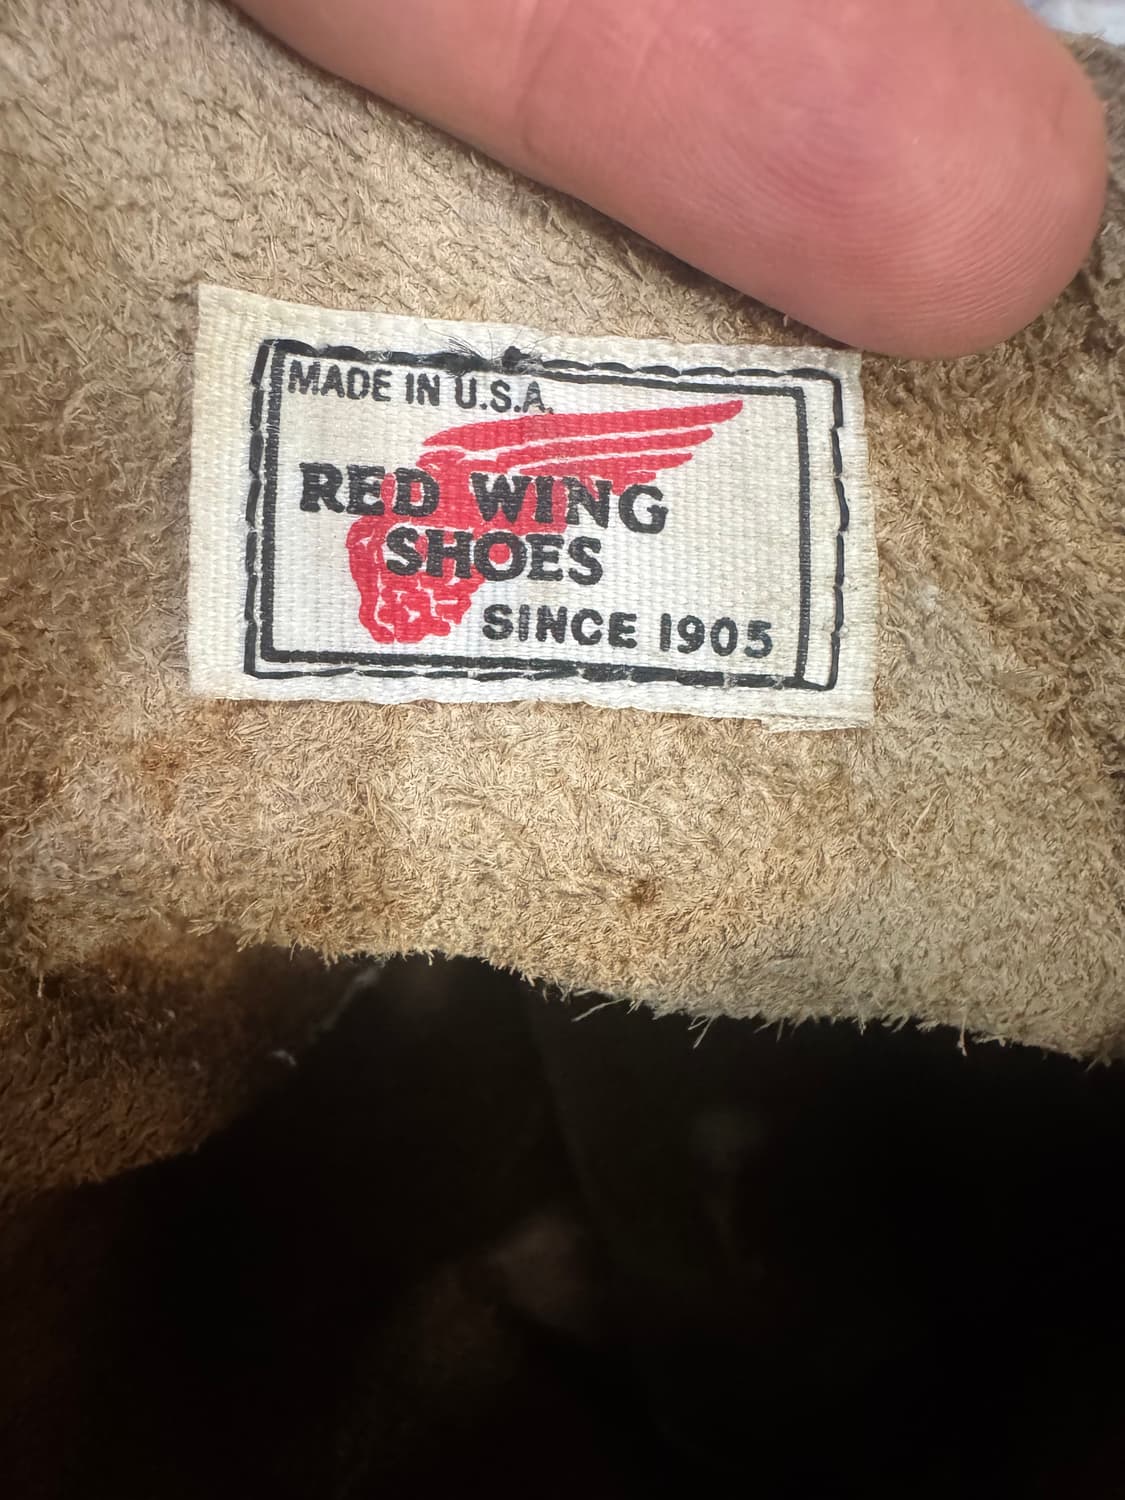 MADE IN U.S.A.
RED WING
SHOES
SINCE 1905